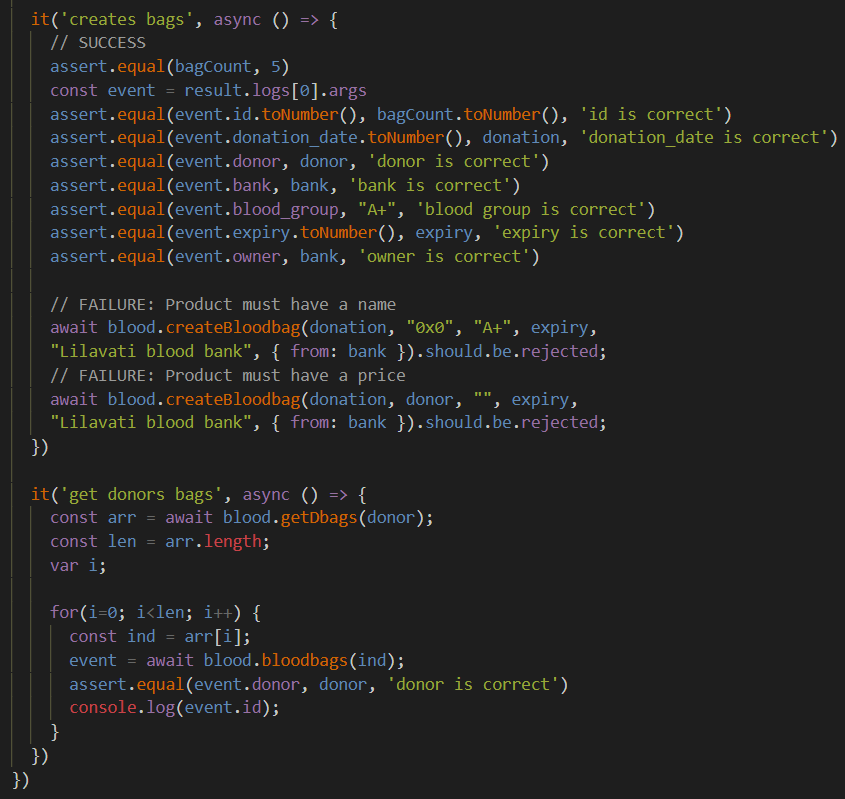 it('creates bags', async () => {
// SUCCESS
assert.equal(bagCount, 5)
const event = result.logs[0].args
assert.equal(event.id.toNumber(), bagCount.toNumber(), 'id is correct')
assert.equal(event.donation_date.toNumber(), donation, 'donation_date is correct')
assert.equal(event.donor, donor, 'donor is correct')
assert.equal(event.bank, bank, 'bank is correct')
assert.equal(event.blood_group, "A+", 'blood group is correct')
assert.equal(event.expiry.toNumber(), expiry, 'expiry is correct')
assert.equal(event.owner, bank, 'owner is correct')
// FAILURE: Product must have a name
await blood.createBloodbag(donation, "0x0", "A+", expiry,
"Lilavati blood bank", { from: bank }).should.be.rejected;
// FAILURE: Product must have a price
await blood.createBloodbag(donation, donor, "", expiry,
"Lilavati blood bank", { from: bank }).should.be.rejected;
})
it('get donors bags', async () => {
const arr = await blood.getDbags(donor);
const len = arr.length;
var i;
for(i=0; i<len; i++) {
const ind = arr[i];
event = await blood.bloodbags(ind);
assert.equal(event.donor, donor, 'donor is correct')
console.log(event.id);
}
})
})